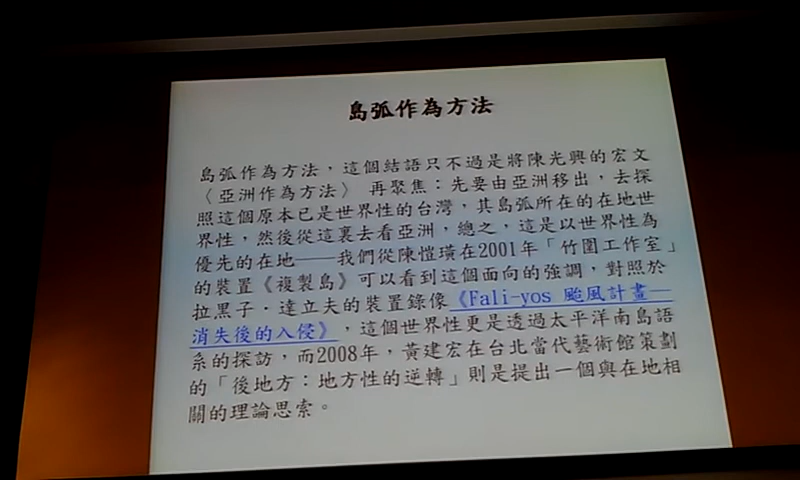 島弧作為方法
島弧作為方法，這個結語只不過是將陳光興的宏文
〈亞洲作為方法〉 再聚焦：先要由亞洲移出，去探
照這個原本已是世界性的台灣，其島弧所在的在地世
界性，然後從這裏去看亞洲，總之，這是以世界性為
優先的在地──我們從陳愷璜在2001年「竹圍工作室」
的裝置《複製島》可以看到這個面向的強調，對照於
拉黑子．達立夫的裝置錄像《Fali-yos 颱風計畫─
消失後的入侵》，這個世界性更是透過太平洋南島語
系的探訪，而2008年，黃建宏在台北當代藝術館策劃
的「後地方：地方性的逆轉」則是提出一個與在地相
關的理論思索。